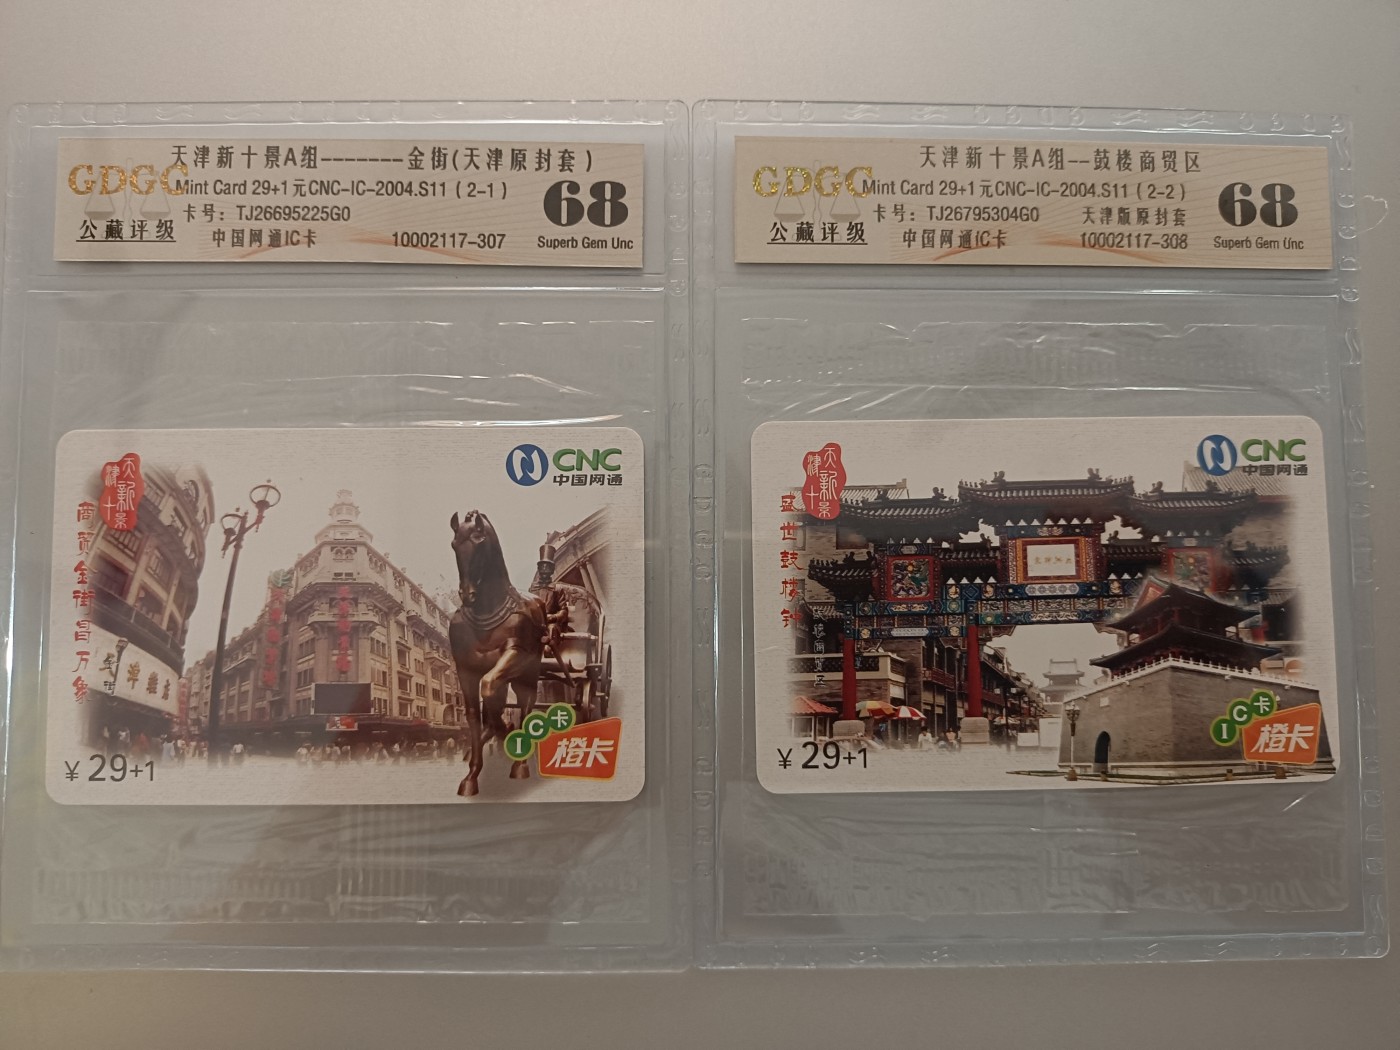 天津新十景A组-------金街(天津原封套)
GDGC
Mint Card 29+1元CNC-IC-2004.S11 (2-1)
卡号: TJ26695225G0
公藏评级
中国网通IC卡
10002117-307
68
Superb Gem Unc
天津新十景
商贸金街昌万象
CNC
中国网通
¥ 29+1
IC卡
橙卡
天津新十景A组--鼓楼商贸区
GDGC
Mint Card 29+1元CNC-IC-2004.S11 (2-2)
卡号: TJ26795304G0
天津版原封套
公藏评级
中国网通IC卡
10002117-308
68
Superb Gem Unc
天津新十景
盛世鼓楼钟
CNC
中国网通
¥ 29+1
IC卡
橙卡